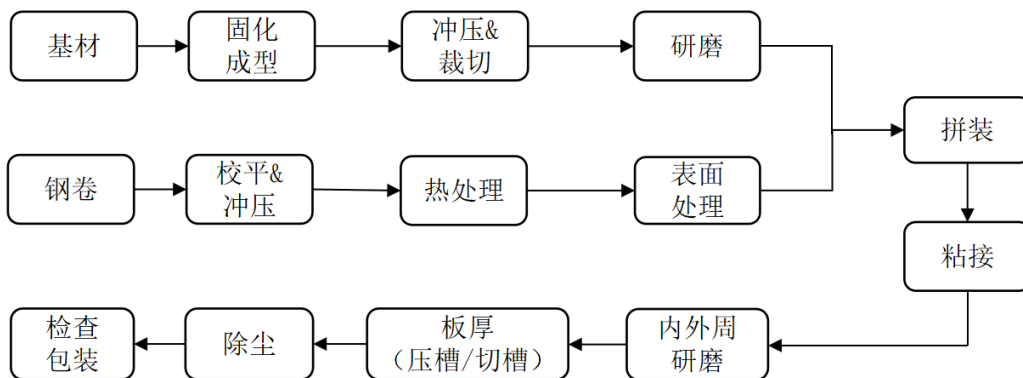 基材
固化
成型
冲压&
裁切
研磨
拼装
钢卷
校平&
冲压
热处理
表面
处理
粘接
检查
包装
除尘
板厚
（压槽/切槽）
内外周
研磨